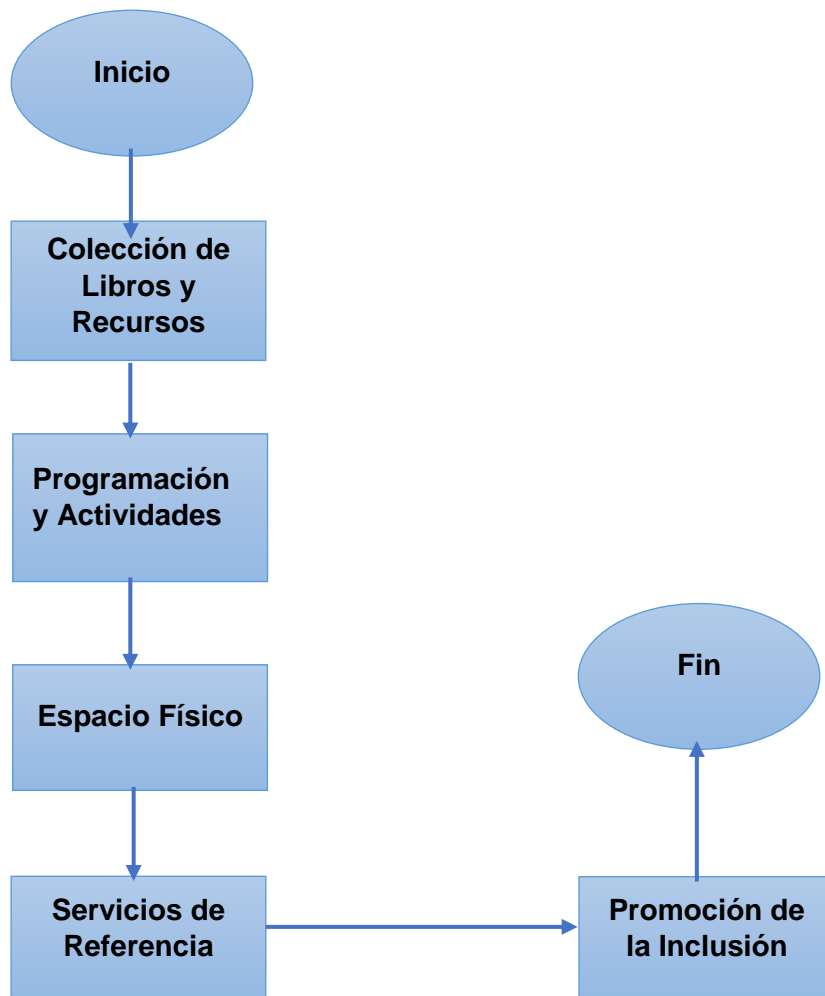 Inicio
Colección de
Libros y
Recursos
Programación
y Actividades
Espacio Físico
Servicios de
Referencia
Promoción de
la Inclusión
Fin